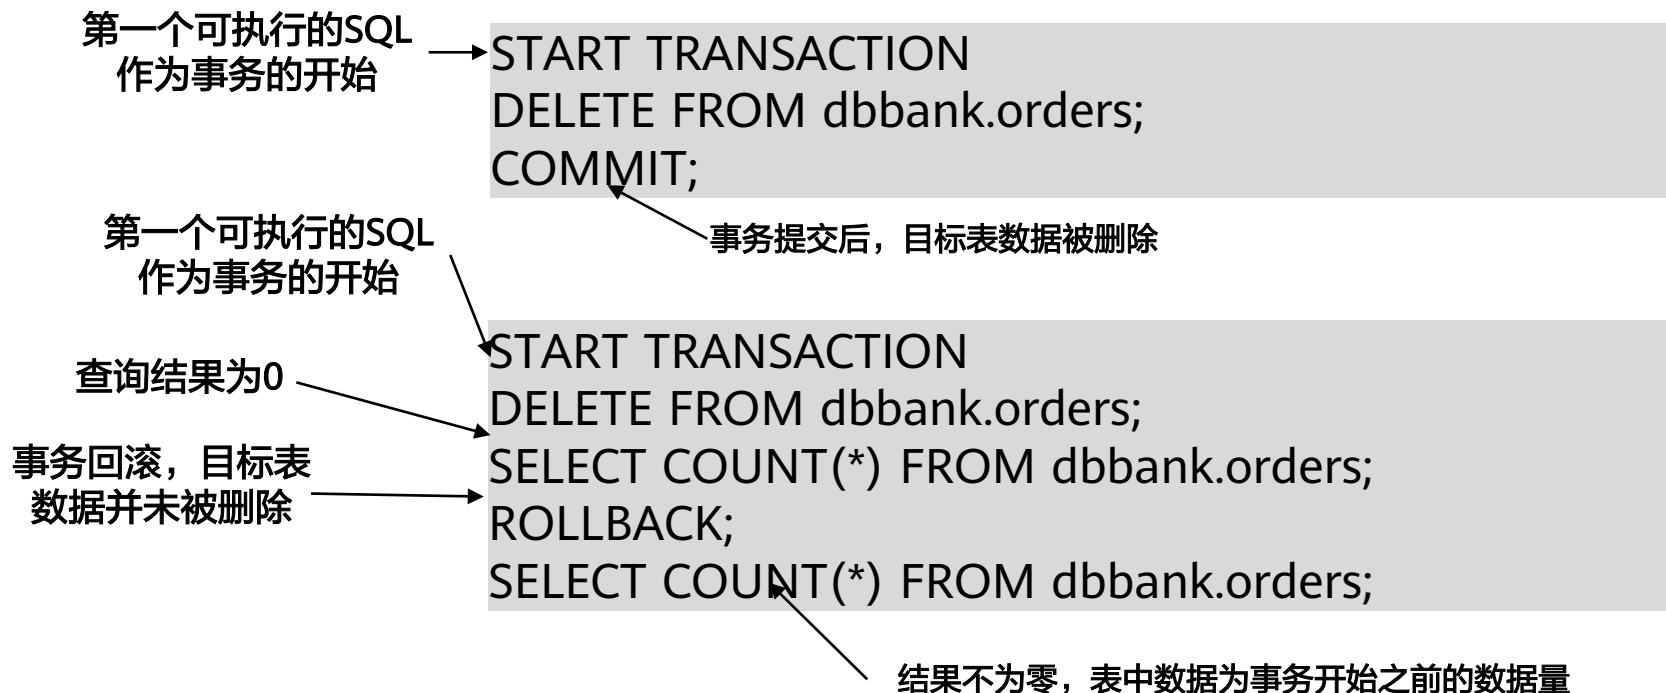 第一个可执行的SQL
作为事务的开始
START TRANSACTION
DELETE FROM dbbank.orders;
COMMIT;
事务提交后，目标表数据被删除
第一个可执行的SQL
作为事务的开始
START TRANSACTION
查询结果为0
DELETE FROM dbbank.orders;
SELECT COUNT(*) FROM dbbank.orders;
事务回滚，目标表
数据并未被删除
ROLLBACK;
SELECT COUNT(*) FROM dbbank.orders;
结果不为零，表中数据为事务开始之前的数据量